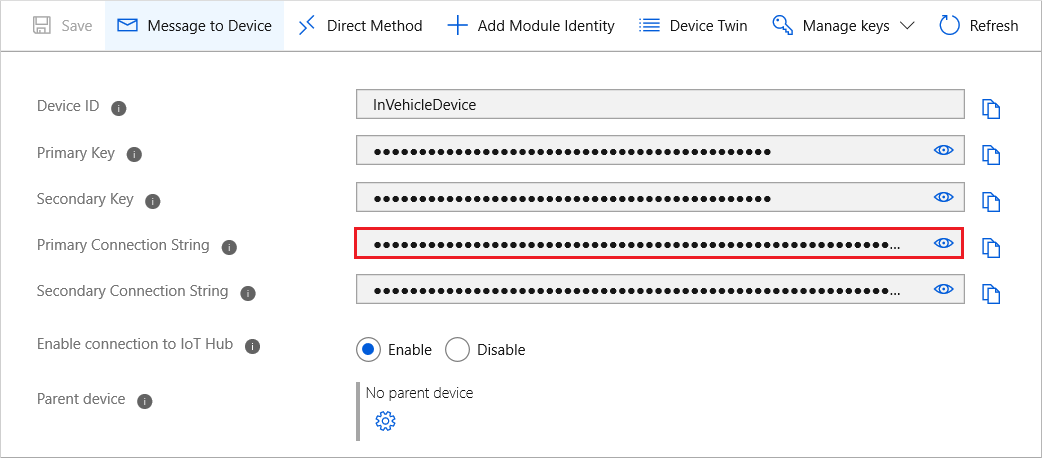 Save Message to Device Direct Method Add Module Identity Device Twin Manage keys Refresh
Device ID InVehicleDevice
Primary Key ••••••••••••••••••••••••••••••••••••••••••••
Secondary Key ••••••••••••••••••••••••••••••••••••••••••••
Primary Connection String •••••••••••••••••••••••••••••••••••••••••••••••••••••••••...
Secondary Connection String •••••••••••••••••••••••••••••••••••••••••••••••••••••••••...
Enable connection to IoT Hub Enable Disable
Parent device No parent device